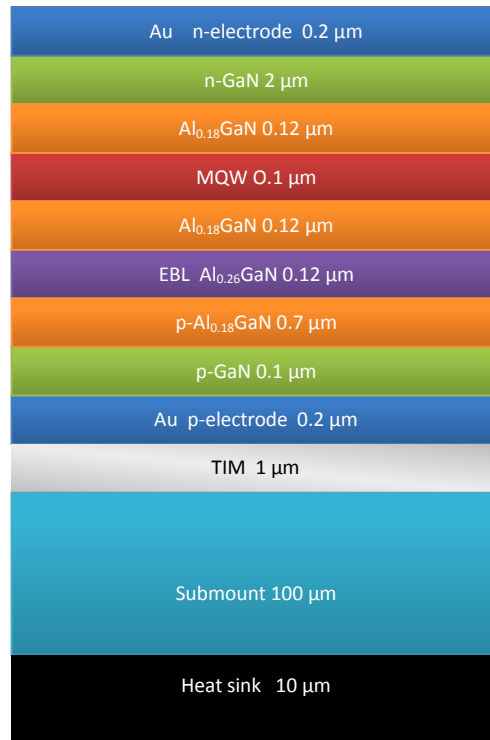 Au n-electrode 0.2 µm
n-GaN 2 µm
Al₀.₁₈GaN 0.12 µm
MQW O.1 µm
Al₀.₁₈GaN 0.12 µm
EBL Al₀.₂₆GaN 0.12 µm
p-Al₀.₁₈GaN 0.7 µm
p-GaN 0.1 µm
Au p-electrode 0.2 µm
TIM 1 µm
Submount 100 µm
Heat sink 10 µm